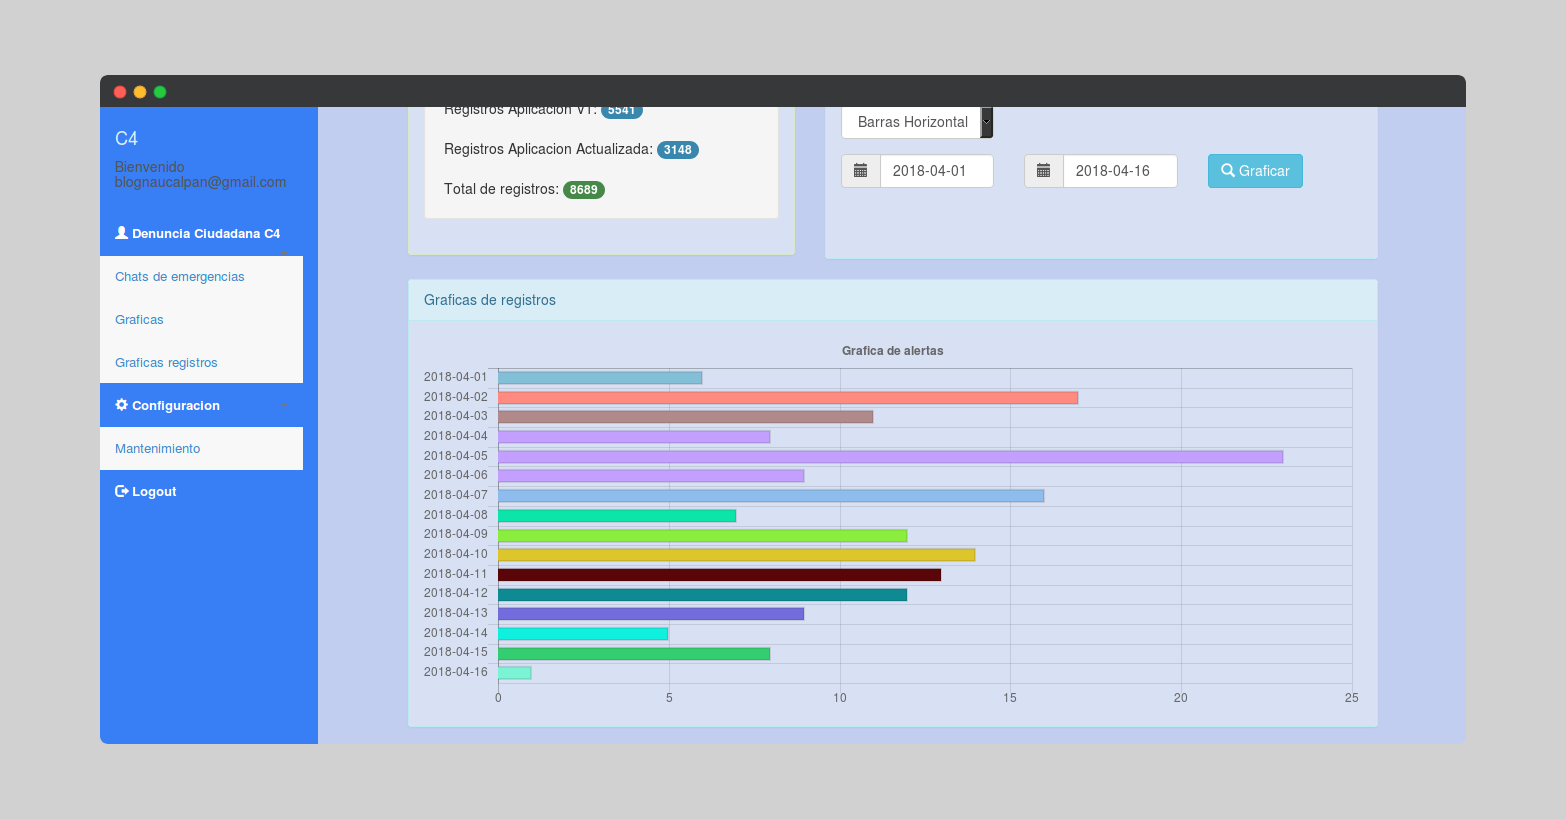 C4
Bienvenido
blognaucalpan@gmail.com
Denuncia Ciudadana C4
Chats de emergencias
Graficas
Graficas registros
Configuracion
Mantenimiento
Logout
Registros Aplicacion V1: 5541
Registros Aplicacion Actualizada: 3148
Total de registros: 8689
Barras Horizontal
2018-04-01
2018-04-16
Graficar
Graficas de registros
Grafica de alertas
2018-04-01
2018-04-02
2018-04-03
2018-04-04
2018-04-05
2018-04-06
2018-04-07
2018-04-08
2018-04-09
2018-04-10
2018-04-11
2018-04-12
2018-04-13
2018-04-14
2018-04-15
2018-04-16
0 5 10 15 20 25